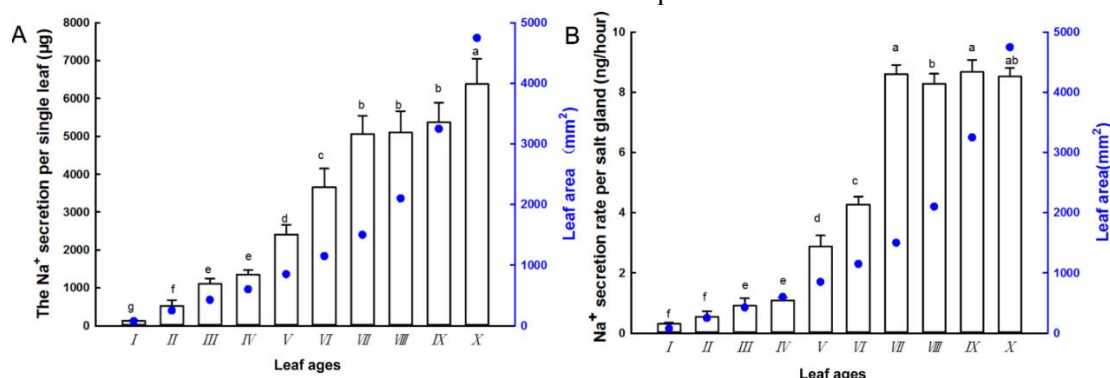 A
The Na⁺ secretion per single leaf (μg)
8000
7000
6000
5000
4000
3000
2000
1000
0
g
f
e
e
d
c
b
b
b
a
5000
4000
3000
2000
1000
0
Leaf area (mm²)
I II III IV V VI VII VIII IX X
Leaf ages
B
Na⁺ secretion rate per salt gland (ng/hour)
10
8
6
4
2
0
f
f
e
e
d
c
a
b
a
ab
5000
4000
3000
2000
1000
0
Leaf area(mm²)
I II III IV V VI VII VIII IX X
Leaf ages